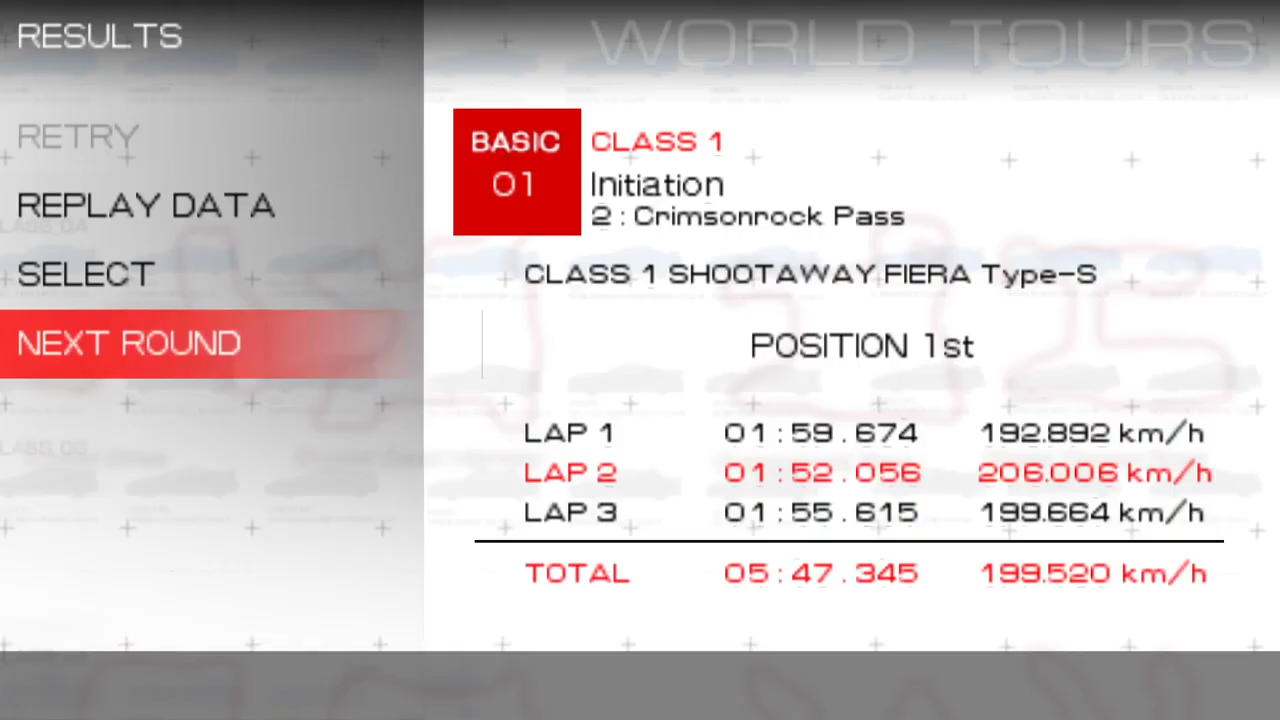 RESULTS
WORLD TOURS
RETRY
REPLAY DATA
SELECT
NEXT ROUND
BASIC
01
CLASS 1
Initiation
2 : Crimsonrock Pass
CLASS 1 SHOOTAWAY FIERA Type-S
POSITION 1st
LAP 1 01 : 59 . 674 192.892 km/h
LAP 2 01 : 52 . 056 206.006 km/h
LAP 3 01 : 55 . 615 199.664 km/h
TOTAL 05 : 47 . 345 199.520 km/h